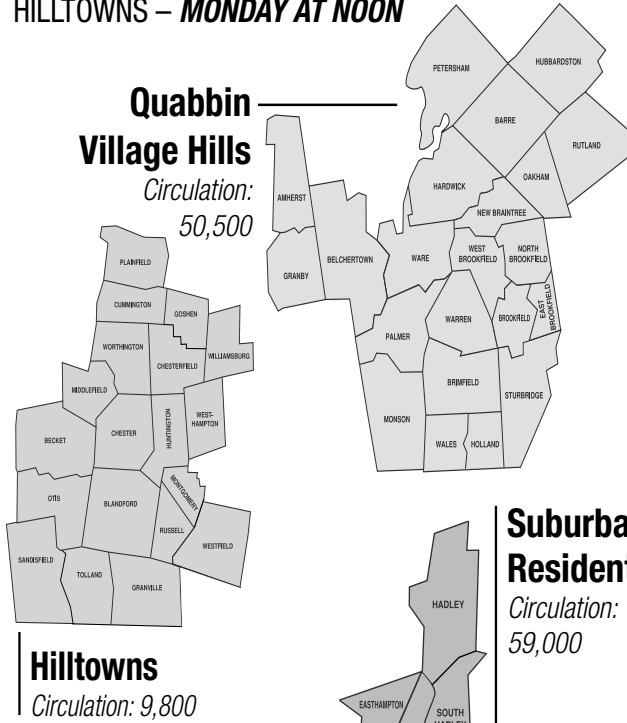 HILLTOWNS – MONDAY AT NOON
Quabbin
Village Hills
Circulation:
50,500
PETERSHAM
HUBBARDSTON
BARRE
RUTLAND
OAKHAM
HARDWICK
NEW BRAINTREE
AMHERST
BELCHERTOWN
WARE
WEST
BROOKFIELD
NORTH
BROOKFIELD
GRANBY
PALMER
WARREN
BROOKFIELD
EAST
BROOKFIELD
BRIMFIELD
STURBRIDGE
MONSON
WALES
HOLLAND
PLAINFIELD
CUMMINGTON
GOSHEN
WORTHINGTON
CHESTERFIELD
WILLIAMSBURG
MIDDLEFIELD
BECKET
CHESTER
HUNTINGTON
WEST-
HAMPTON
OTIS
BLANDFORD
MONTGOMERY
RUSSELL
WESTFIELD
SANDISFIELD
TOLLAND
GRANVILLE
Hilltowns
Circulation: 9,800
Suburba
Resident
Circulation:
59,000
HADLEY
EASTHAMPTON
SOUTH
HADLEY